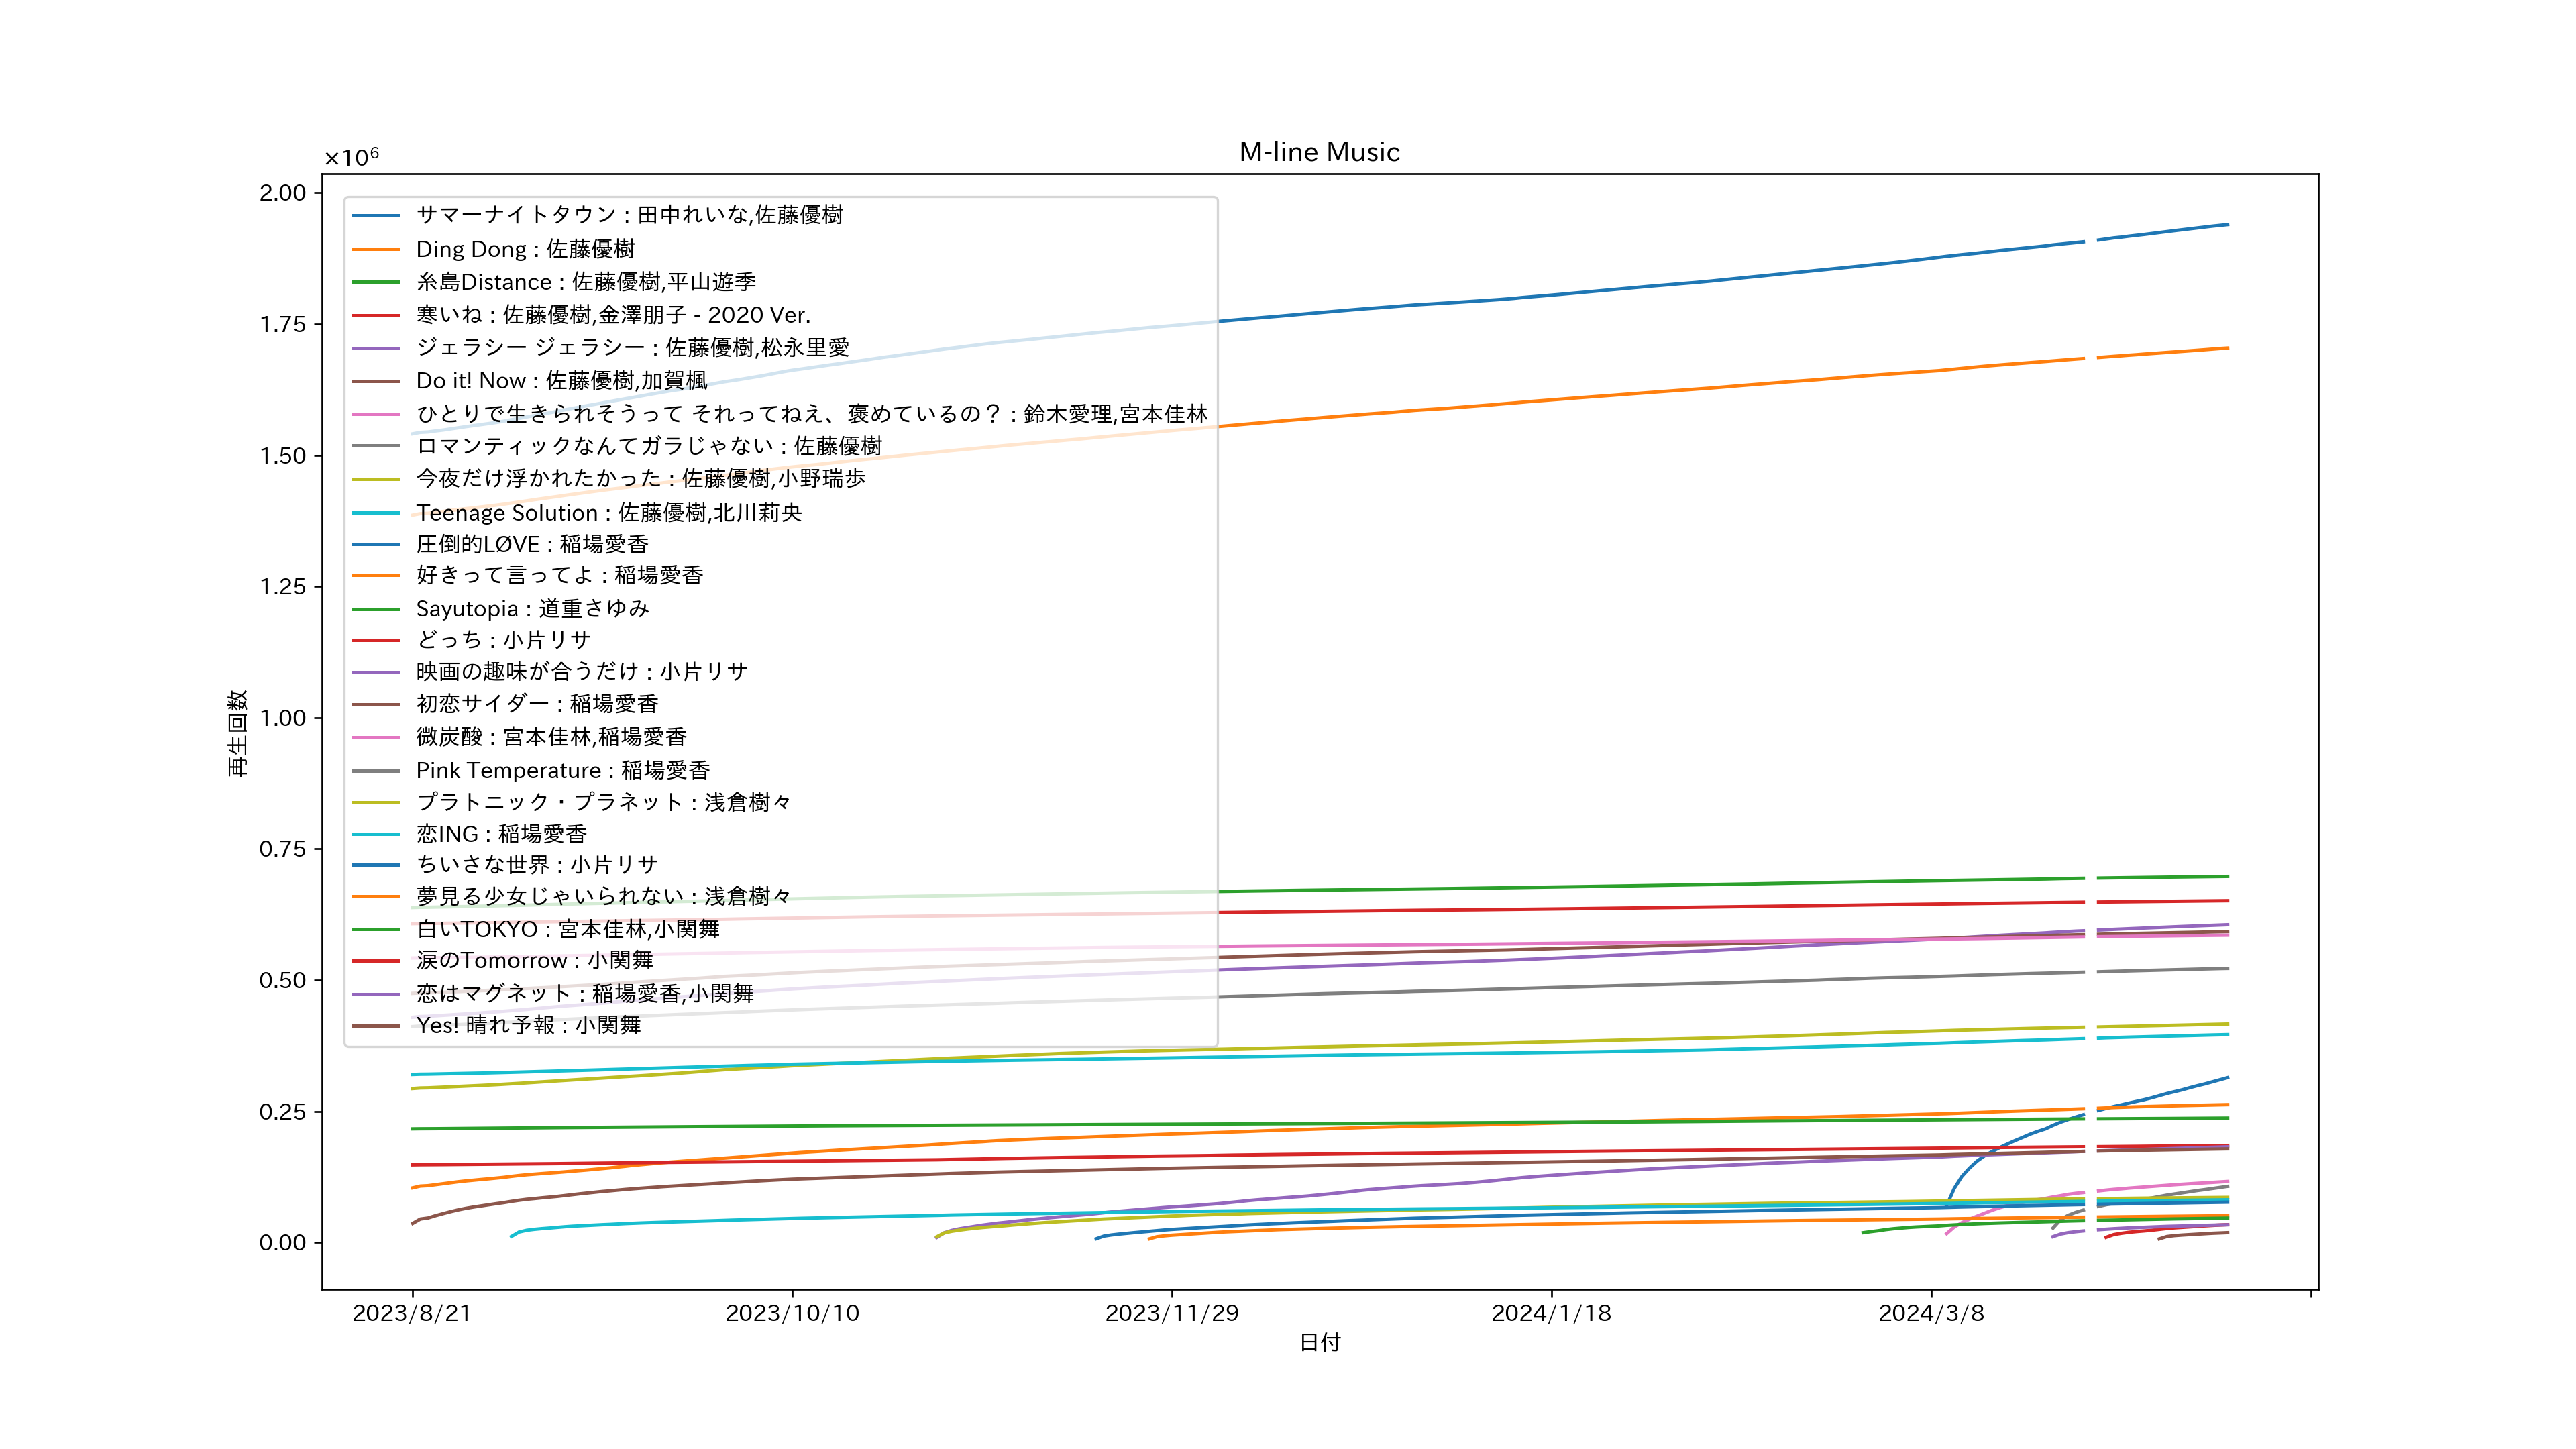 M-line Music
×10⁶
2.00
1.75
1.50
1.25
1.00
0.75
0.50
0.25
0.00
再生回数
サマーナイトタウン : 田中れいな,佐藤優樹
Ding Dong : 佐藤優樹
糸島Distance : 佐藤優樹,平山遊季
寒いね : 佐藤優樹,金澤朋子 - 2020 Ver.
ジェラシー ジェラシー : 佐藤優樹,松永里愛
Do it! Now : 佐藤優樹,加賀楓
ひとりで生きられそうって それってねえ、褒めているの？ : 鈴木愛理,宮本佳林
ロマンティックなんてガラじゃない : 佐藤優樹
今夜だけ浮かれたかった : 佐藤優樹,小野瑞歩
Teenage Solution : 佐藤優樹,北川莉央
圧倒的LØVE : 稲場愛香
好きって言ってよ : 稲場愛香
Sayutopia : 道重さゆみ
どっち : 小片リサ
映画の趣味が合うだけ : 小片リサ
初恋サイダー : 稲場愛香
微炭酸 : 宮本佳林,稲場愛香
Pink Temperature : 稲場愛香
プラトニック・プラネット : 浅倉樹々
恋ING : 稲場愛香
ちいさな世界 : 小片リサ
夢見る少女じゃいられない : 浅倉樹々
白いTOKYO : 宮本佳林,小関舞
涙のTomorrow : 小関舞
恋はマグネット : 稲場愛香,小関舞
Yes! 晴れ予報 : 小関舞
2023/8/21
2023/10/10
2023/11/29
2024/1/18
2024/3/8
日付